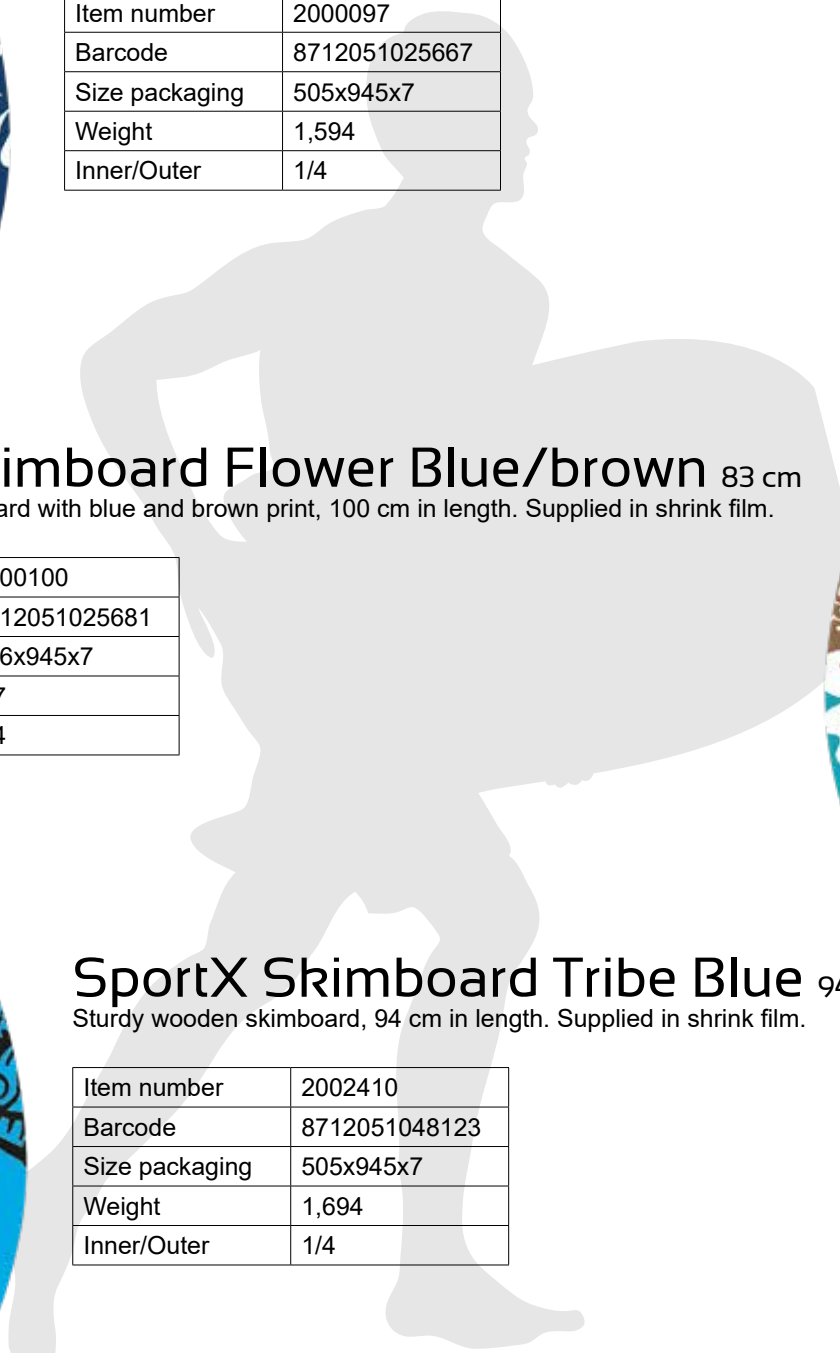 Item number 2000097
Barcode 8712051025667
Size packaging 505x945x7
Weight 1,594
Inner/Outer 1/4
imboard Flower Blue/brown 83 cm
ard with blue and brown print, 100 cm in length. Supplied in shrink film.
00100
12051025681
6x945x7
7
4
SportX Skimboard Tribe Blue 94
Sturdy wooden skimboard, 94 cm in length. Supplied in shrink film.
Item number 2002410
Barcode 8712051048123
Size packaging 505x945x7
Weight 1,694
Inner/Outer 1/4